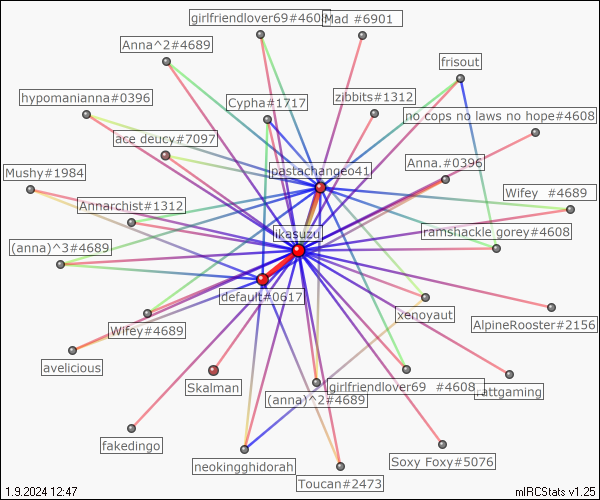 girlfriendlover69#4608
Mad #6901
Anna^2#4689
frisout
hypomanianna#0396
Cypha#1717
zibbits#1312
no cops no laws no hope#4608
ace deucy#7097
pastachangeo41
Anna.#0396
Mushy#1984
Wifey #4689
Annarchist#1312
ikasuzu
ramshackle gorey#4608
(anna)^3#4689
default#0617
xenoyaut
Wifey#4689
AlpineRooster#2156
avelicious
Skalman
girlfriendlover69 #4608
attgaming
(anna)^2#4689
fakedingo
neokingghidorah
Soxy Foxy#5076
Toucan#2473
1.9.2024 12:47
mIRCStats v1.25